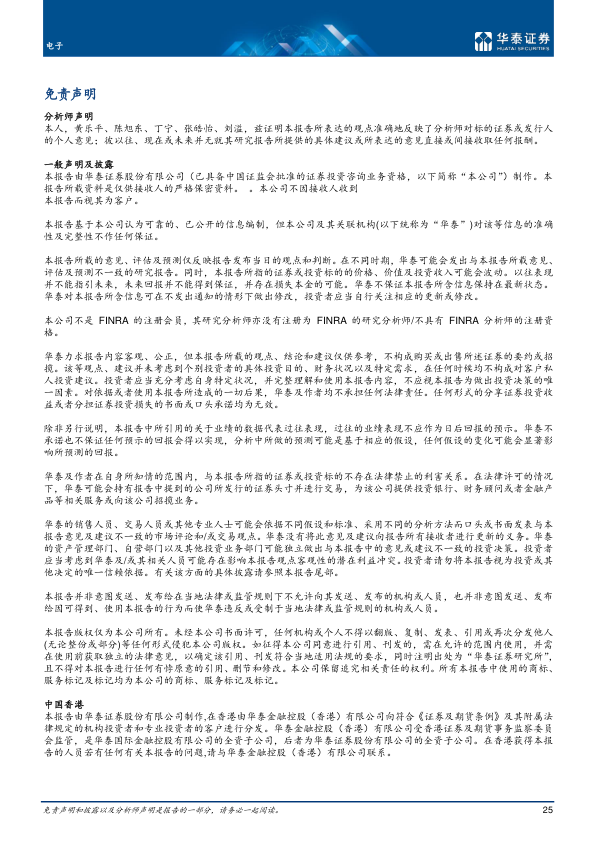 电子
华泰证券
HUATAI SECURITIES
免责声明
分析师声明
本人，黄乐平、陈旭东、丁宁、张皓怡、刘溢，兹证明本报告所表达的观点准确地反映了分析师对标的证券或发行人
的个人意见；彼以往、现在或未来并无就其研究报告所提供的具体建议或所表达的意见直接或间接收取任何报酬。
一般声明及披露
本报告由华泰证券股份有限公司（已具备中国证监会批准的证券投资咨询业务资格，以下简称“本公司”）制作。本
报告所载资料是仅供接收人的严格保密资料。 。本公司不因接收人收到
本报告而视其为客户。
本报告基于本公司认为可靠的、已公开的信息编制，但本公司及其关联机构(以下统称为“华泰”)对该等信息的准确
性及完整性不作任何保证。
本报告所载的意见、评估及预测仅反映报告发布当日的观点和判断。在不同时期，华泰可能会发出与本报告所载意见、
评估及预测不一致的研究报告。同时，本报告所指的证券或投资标的的价格、价值及投资收入可能会波动。以往表现
并不能指引未来，未来回报并不能得到保证，并存在损失本金的可能。华泰不保证本报告所含信息保持在最新状态。
华泰对本报告所含信息可在不发出通知的情形下做出修改，投资者应当自行关注相应的更新或修改。
本公司不是 FINRA 的注册会员，其研究分析师亦没有注册为 FINRA 的研究分析师/不具有 FINRA 分析师的注册资
格。
华泰力求报告内容客观、公正，但本报告所载的观点、结论和建议仅供参考，不构成购买或出售所述证券的要约或招
揽。该等观点、建议并未考虑到个别投资者的具体投资目的、财务状况以及特定需求，在任何时候均不构成对客户私
人投资建议。投资者应当充分考虑自身特定状况，并完整理解和使用本报告内容，不应视本报告为做出投资决策的唯
一因素。对依据或者使用本报告所造成的一切后果，华泰及作者均不承担任何法律责任。任何形式的分享证券投资收
益或者分担证券投资损失的书面或口头承诺均为无效。
除非另行说明，本报告中所引用的关于业绩的数据代表过往表现，过往的业绩表现不应作为日后回报的预示。华泰不
承诺也不保证任何预示的回报会得以实现，分析中所做的预测可能是基于相应的假设，任何假设的变化可能会显著影
响所预测的回报。
华泰及作者在自身所知情的范围内，与本报告所指的证券或投资标的不存在法律禁止的利害关系。在法律许可的情况
下，华泰可能会持有报告中提到的公司所发行的证券头寸并进行交易，为该公司提供投资银行、财务顾问或者金融产
品等相关服务或向该公司招揽业务。
华泰的销售人员、交易人员或其他专业人士可能会依据不同假设和标准、采用不同的分析方法而口头或书面发表与本
报告意见及建议不一致的市场评论和/或交易观点。华泰没有将此意见及建议向报告所有接收者进行更新的义务。华泰
的资产管理部门、自营部门以及其他投资业务部门可能独立做出与本报告中的意见或建议不一致的投资决策。投资者
应当考虑到华泰及/或其相关人员可能存在影响本报告观点客观性的潜在利益冲突。投资者请勿将本报告视为投资或其
他决定的唯一信赖依据。有关该方面的具体披露请参照本报告尾部。
本报告并非意图发送、发布给在当地法律或监管规则下不允许向其发送、发布的机构或人员，也并非意图发送、发布
给因可得到、使用本报告的行为而使华泰违反或受制于当地法律或监管规则的机构或人员。
本报告版权仅为本公司所有。未经本公司书面许可，任何机构或个人不得以翻版、复制、发表、引用或再次分发他人
(无论整份或部分)等任何形式侵犯本公司版权。如征得本公司同意进行引用、刊发的，需在允许的范围内使用，并需
在使用前获取独立的法律意见，以确定该引用、刊发符合当地适用法规的要求，同时注明出处为“华泰证券研究所”，
且不得对本报告进行任何有悖原意的引用、删节和修改。本公司保留追究相关责任的权利。所有本报告中使用的商标、
服务标记及标记均为本公司的商标、服务标记及标记。
中国香港
本报告由华泰证券股份有限公司制作,在香港由华泰金融控股（香港）有限公司向符合《证券及期货条例》及其附属法
律规定的机构投资者和专业投资者的客户进行分发。华泰金融控股（香港）有限公司受香港证券及期货事务监察委员
会监管，是华泰国际金融控股有限公司的全资子公司，后者为华泰证券股份有限公司的全资子公司。在香港获得本报
告的人员若有任何有关本报告的问题,请与华泰金融控股（香港）有限公司联系。
免责声明和披露以及分析师声明是报告的一部分，请务必一起阅读。
25